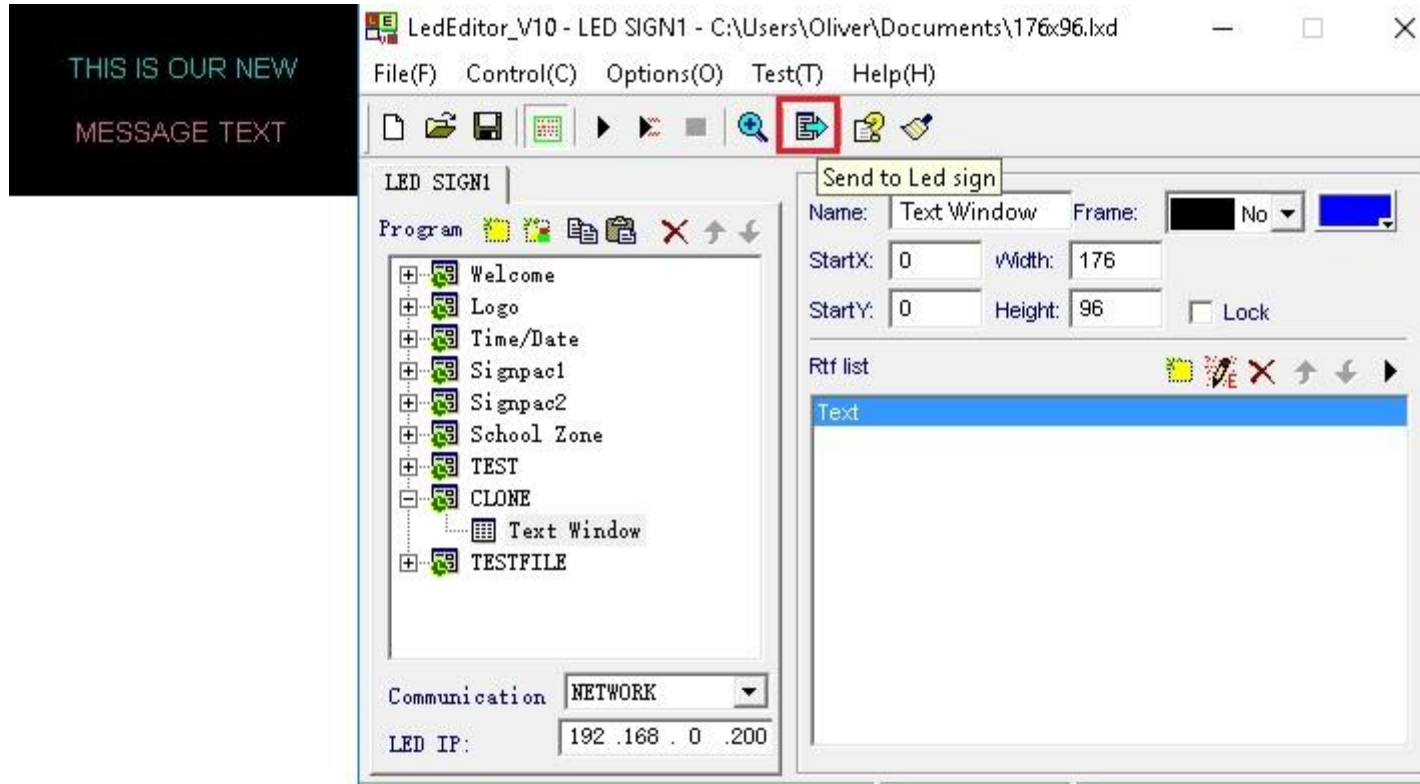 THIS IS OUR NEW
MESSAGE TEXT
LedEditor_V10 - LED SIGN1 - C:\Users\Oliver\Documents\176x96.lxd
File(F) Control(C) Options(O) Test(T) Help(H)
Send to Led sign
LED SIGN1
Program
Welcome
Logo
Time/Date
Signpac1
Signpac2
School Zone
TEST
CLONE
Text Window
TESTFILE
Communication NETWORK
LED IP: 192 .168 . 0 .200
Name: Text Window Frame: No
StartX: 0 Width: 176
StartY: 0 Height: 96 Lock
Rtf list
Text